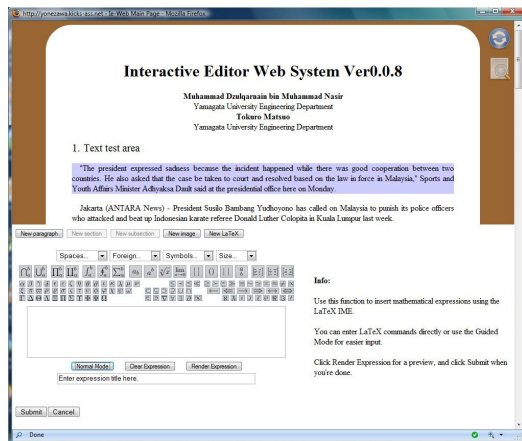 http://yonezawa.kicks-ass.net - Ie-Web Main Page - Mozilla Firefox
Interactive Editor Web System Ver0.0.8
Muhammad Dzulqarnain bin Muhammad Nasir
Yamagata University Engineering Department
Tokuro Matsuo
Yamagata University Engineering Department
1. Text test area
"The president expressed sadness because the incident happened while there was good cooperation between two
countries. He also asked that the case be taken to court and resolved based on the law in force in Malaysia," Sports and
Youth Affairs Minister Adhyaksa Dault said at the presidential office here on Monday.
Jakarta (ANTARA News) - President Susilo Bambang Yudhoyono has called on Malaysia to punish its police officers
who attacked and beat up Indonesian karate referee Donald Luther Colopita in Kuala Lumpur last week.
New paragraph New section New subsection New image New LaTeX
Spaces... Foreign... Symbols... Size...
Info:
Use this function to insert mathematical expressions using the
LaTeX IME.
You can enter LaTeX commands directly or use the Guided
Mode for easier input.
Click Render Expression for a preview, and click Submit when
you're done.
Normal Mode Clear Expression Render Expression
Enter expression title here.
Submit Cancel
Done